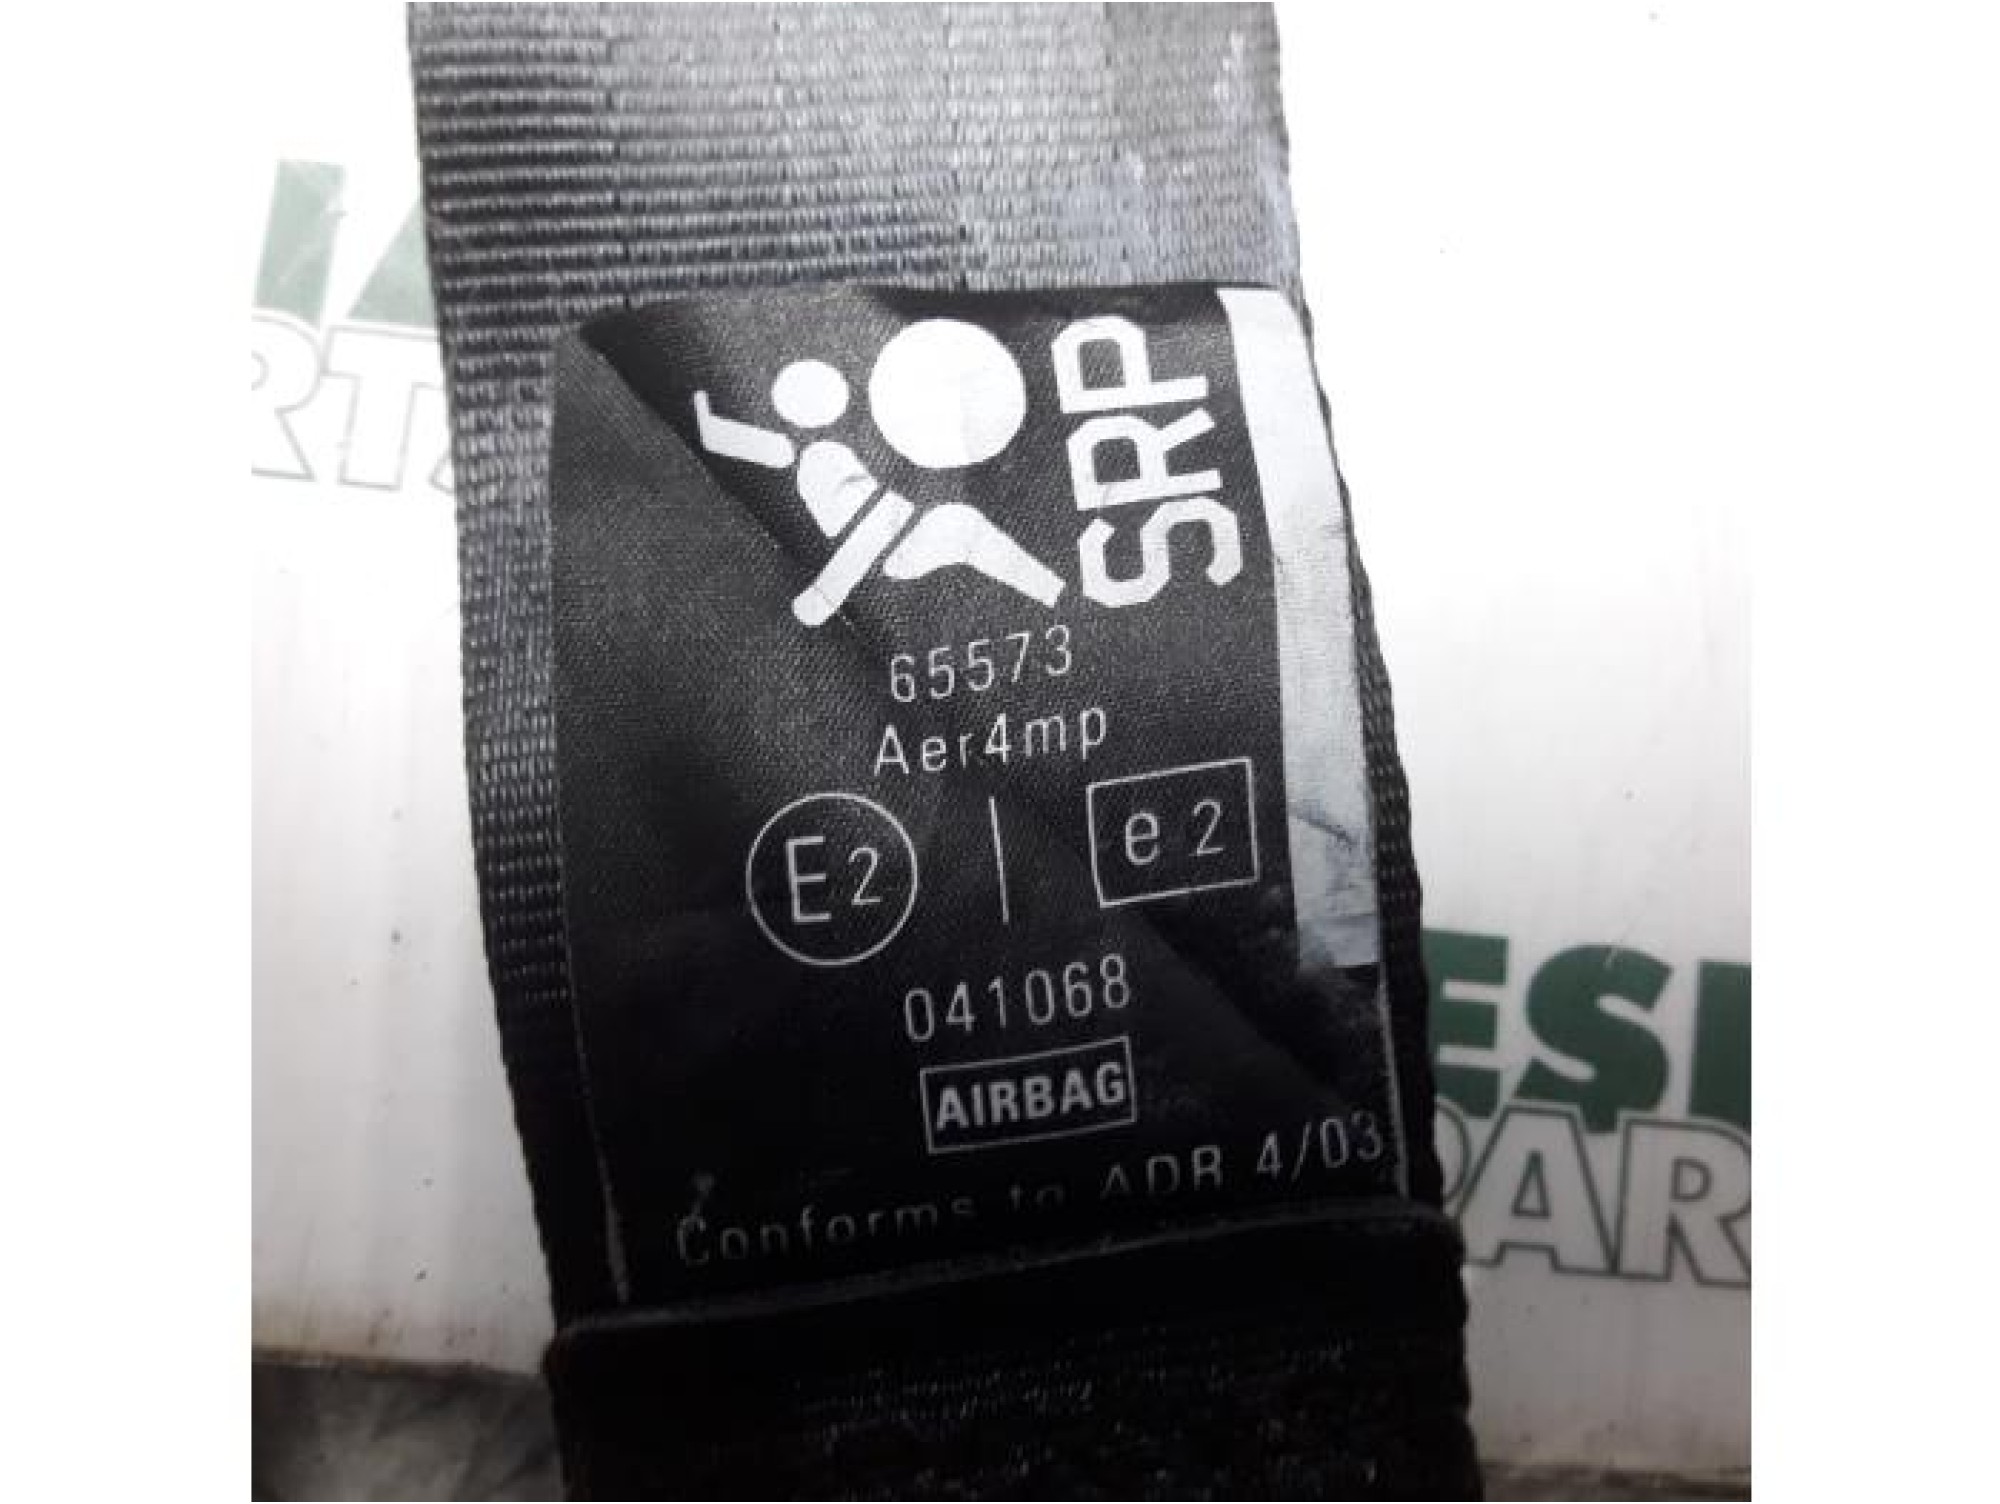 SRP
65573
Aer4mp
E2 | e2
041068
AIRBAG
Conforms to ADR 4/03